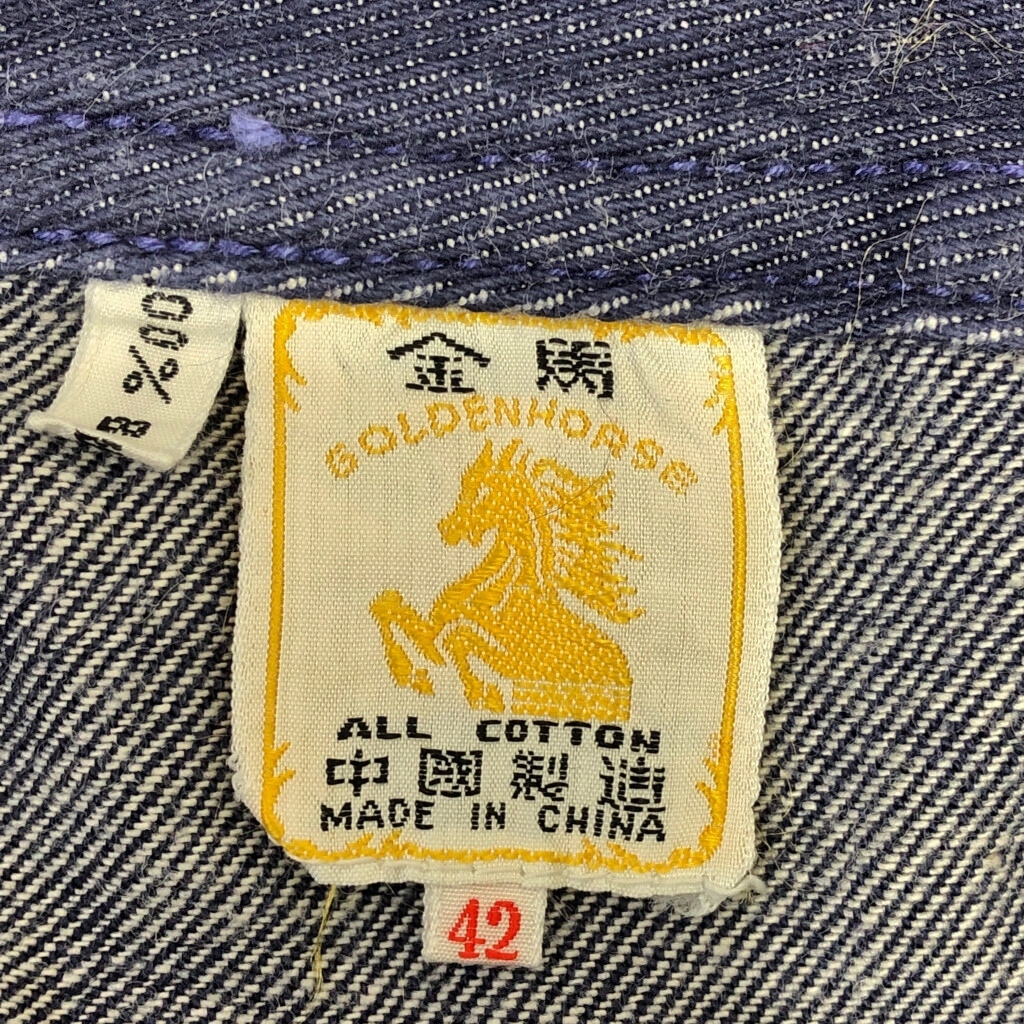 金馬
GOLDENHORSE
ALL COTTON
中國製造
MADE IN CHINA
42